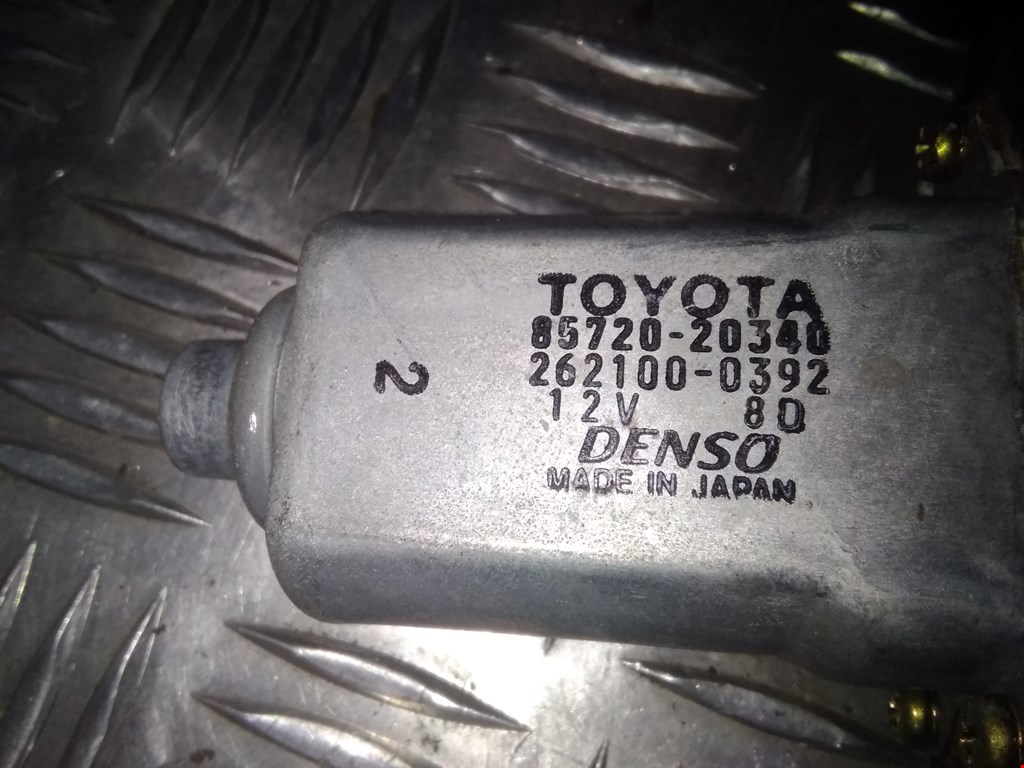 TOYOTA
85720-20340
262100-0392
12V 8D
DENSO
MADE IN JAPAN
2